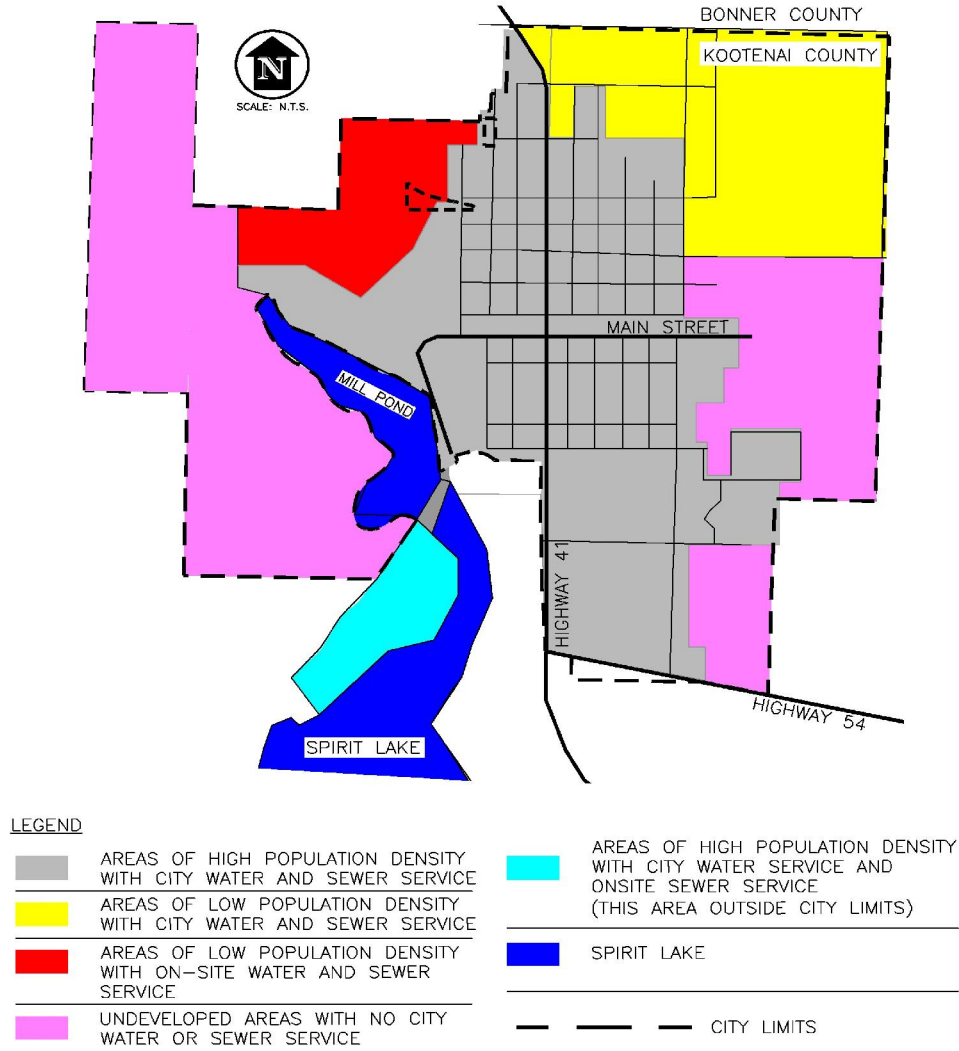 BONNER COUNTY
KOOTENAI COUNTY
N
SCALE: N.T.S.
MAIN STREET
MILL POND
HIGHWAY 41
HIGHWAY 54
SPIRIT LAKE
LEGEND
AREAS OF HIGH POPULATION DENSITY
WITH CITY WATER AND SEWER SERVICE
AREAS OF LOW POPULATION DENSITY
WITH CITY WATER AND SEWER SERVICE
AREAS OF LOW POPULATION DENSITY
WITH ON-SITE WATER AND SEWER
SERVICE
UNDEVELOPED AREAS WITH NO CITY
WATER OR SEWER SERVICE
AREAS OF HIGH POPULATION DENSITY
WITH CITY WATER SERVICE AND
ONSITE SEWER SERVICE
(THIS AREA OUTSIDE CITY LIMITS)
SPIRIT LAKE
CITY LIMITS